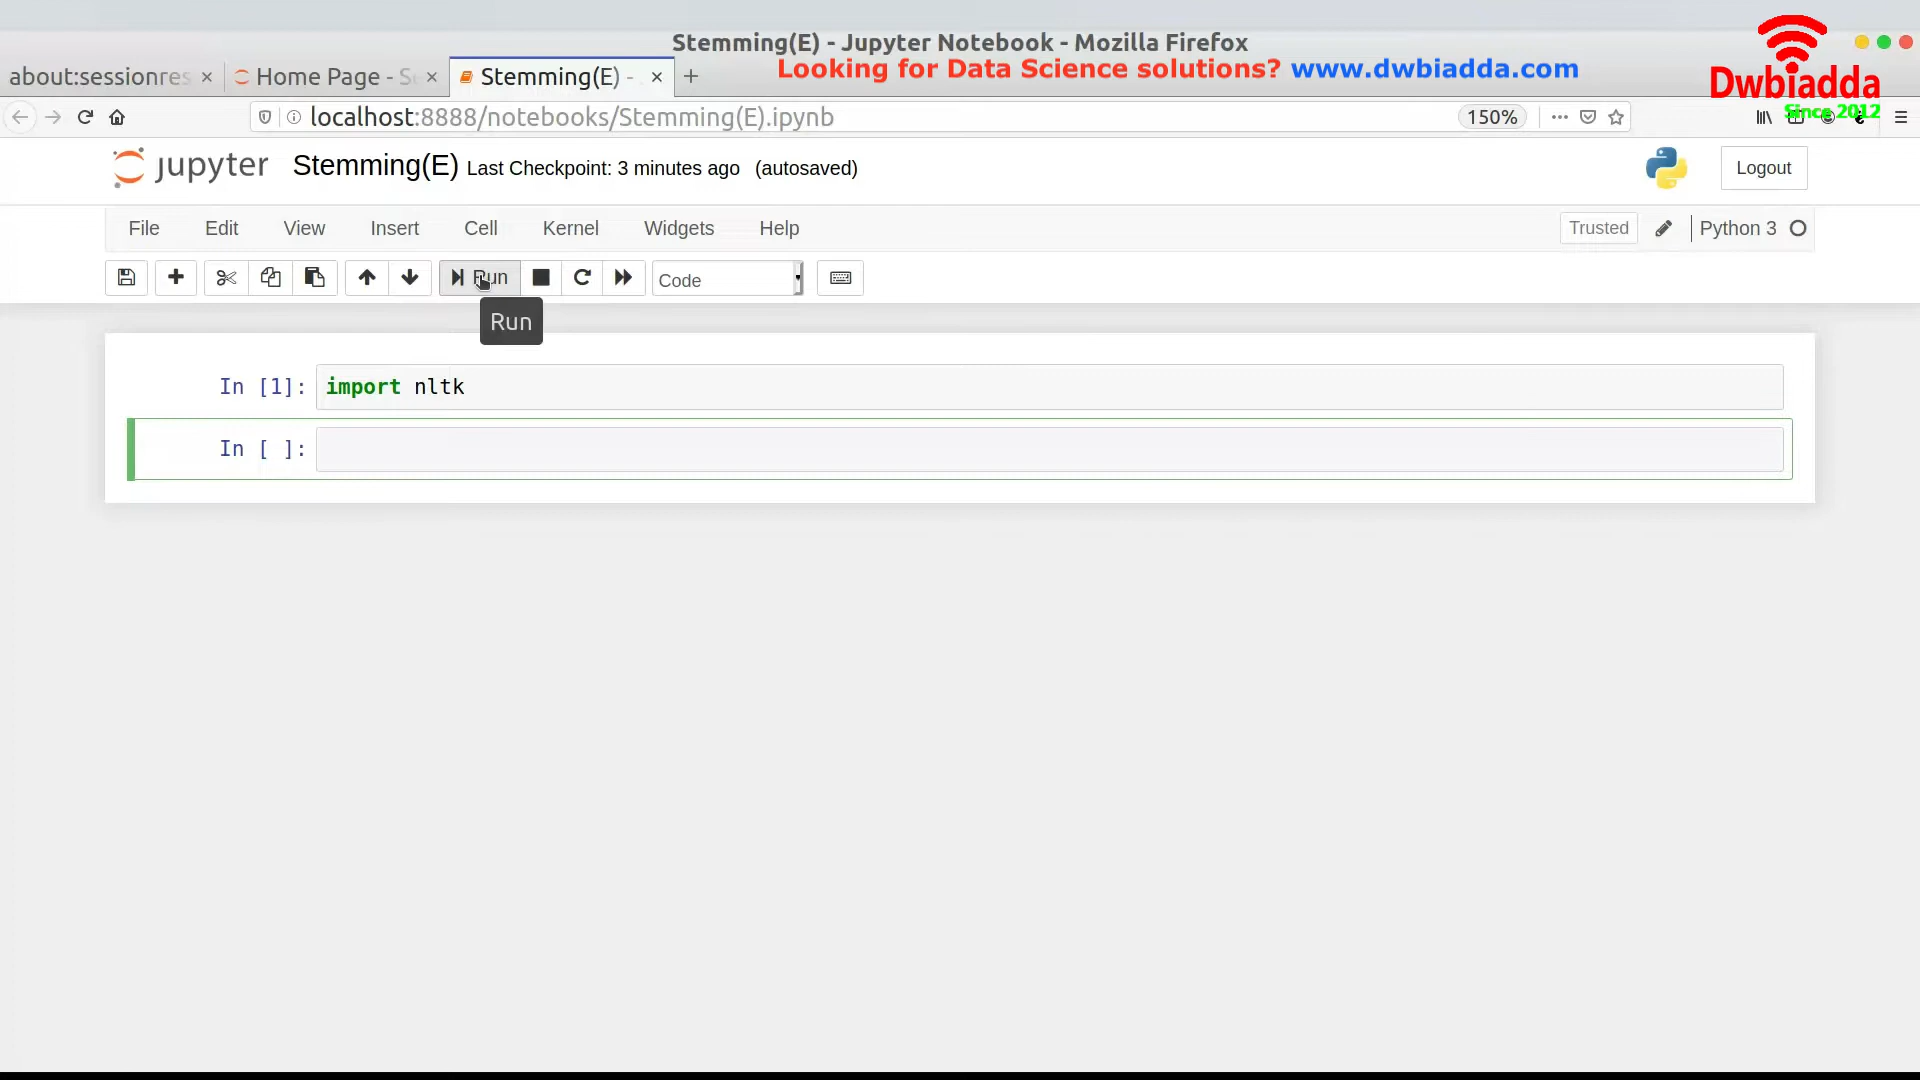 Stemming(E) - Jupyter Notebook - Mozilla Firefox
about:sessionres × Home Page - S × Stemming(E) - × +
Looking for Data Science solutions? www.dwbiadda.com
Dwbiadda
Since 2012
localhost:8888/notebooks/Stemming(E).ipynb 150%
jupyter Stemming(E) Last Checkpoint: 3 minutes ago (autosaved) Logout
File Edit View Insert Cell Kernel Widgets Help Trusted Python 3
Run Code
Run
In [1]: import nltk
In [ ]: